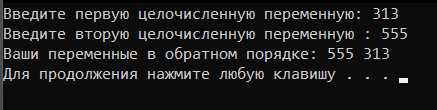 Введите первую целочисленную переменную: 313
Введите вторую целочисленную переменную : 555
Ваши переменные в обратном порядке: 555 313
Для продолжения нажмите любую клавишу . . .